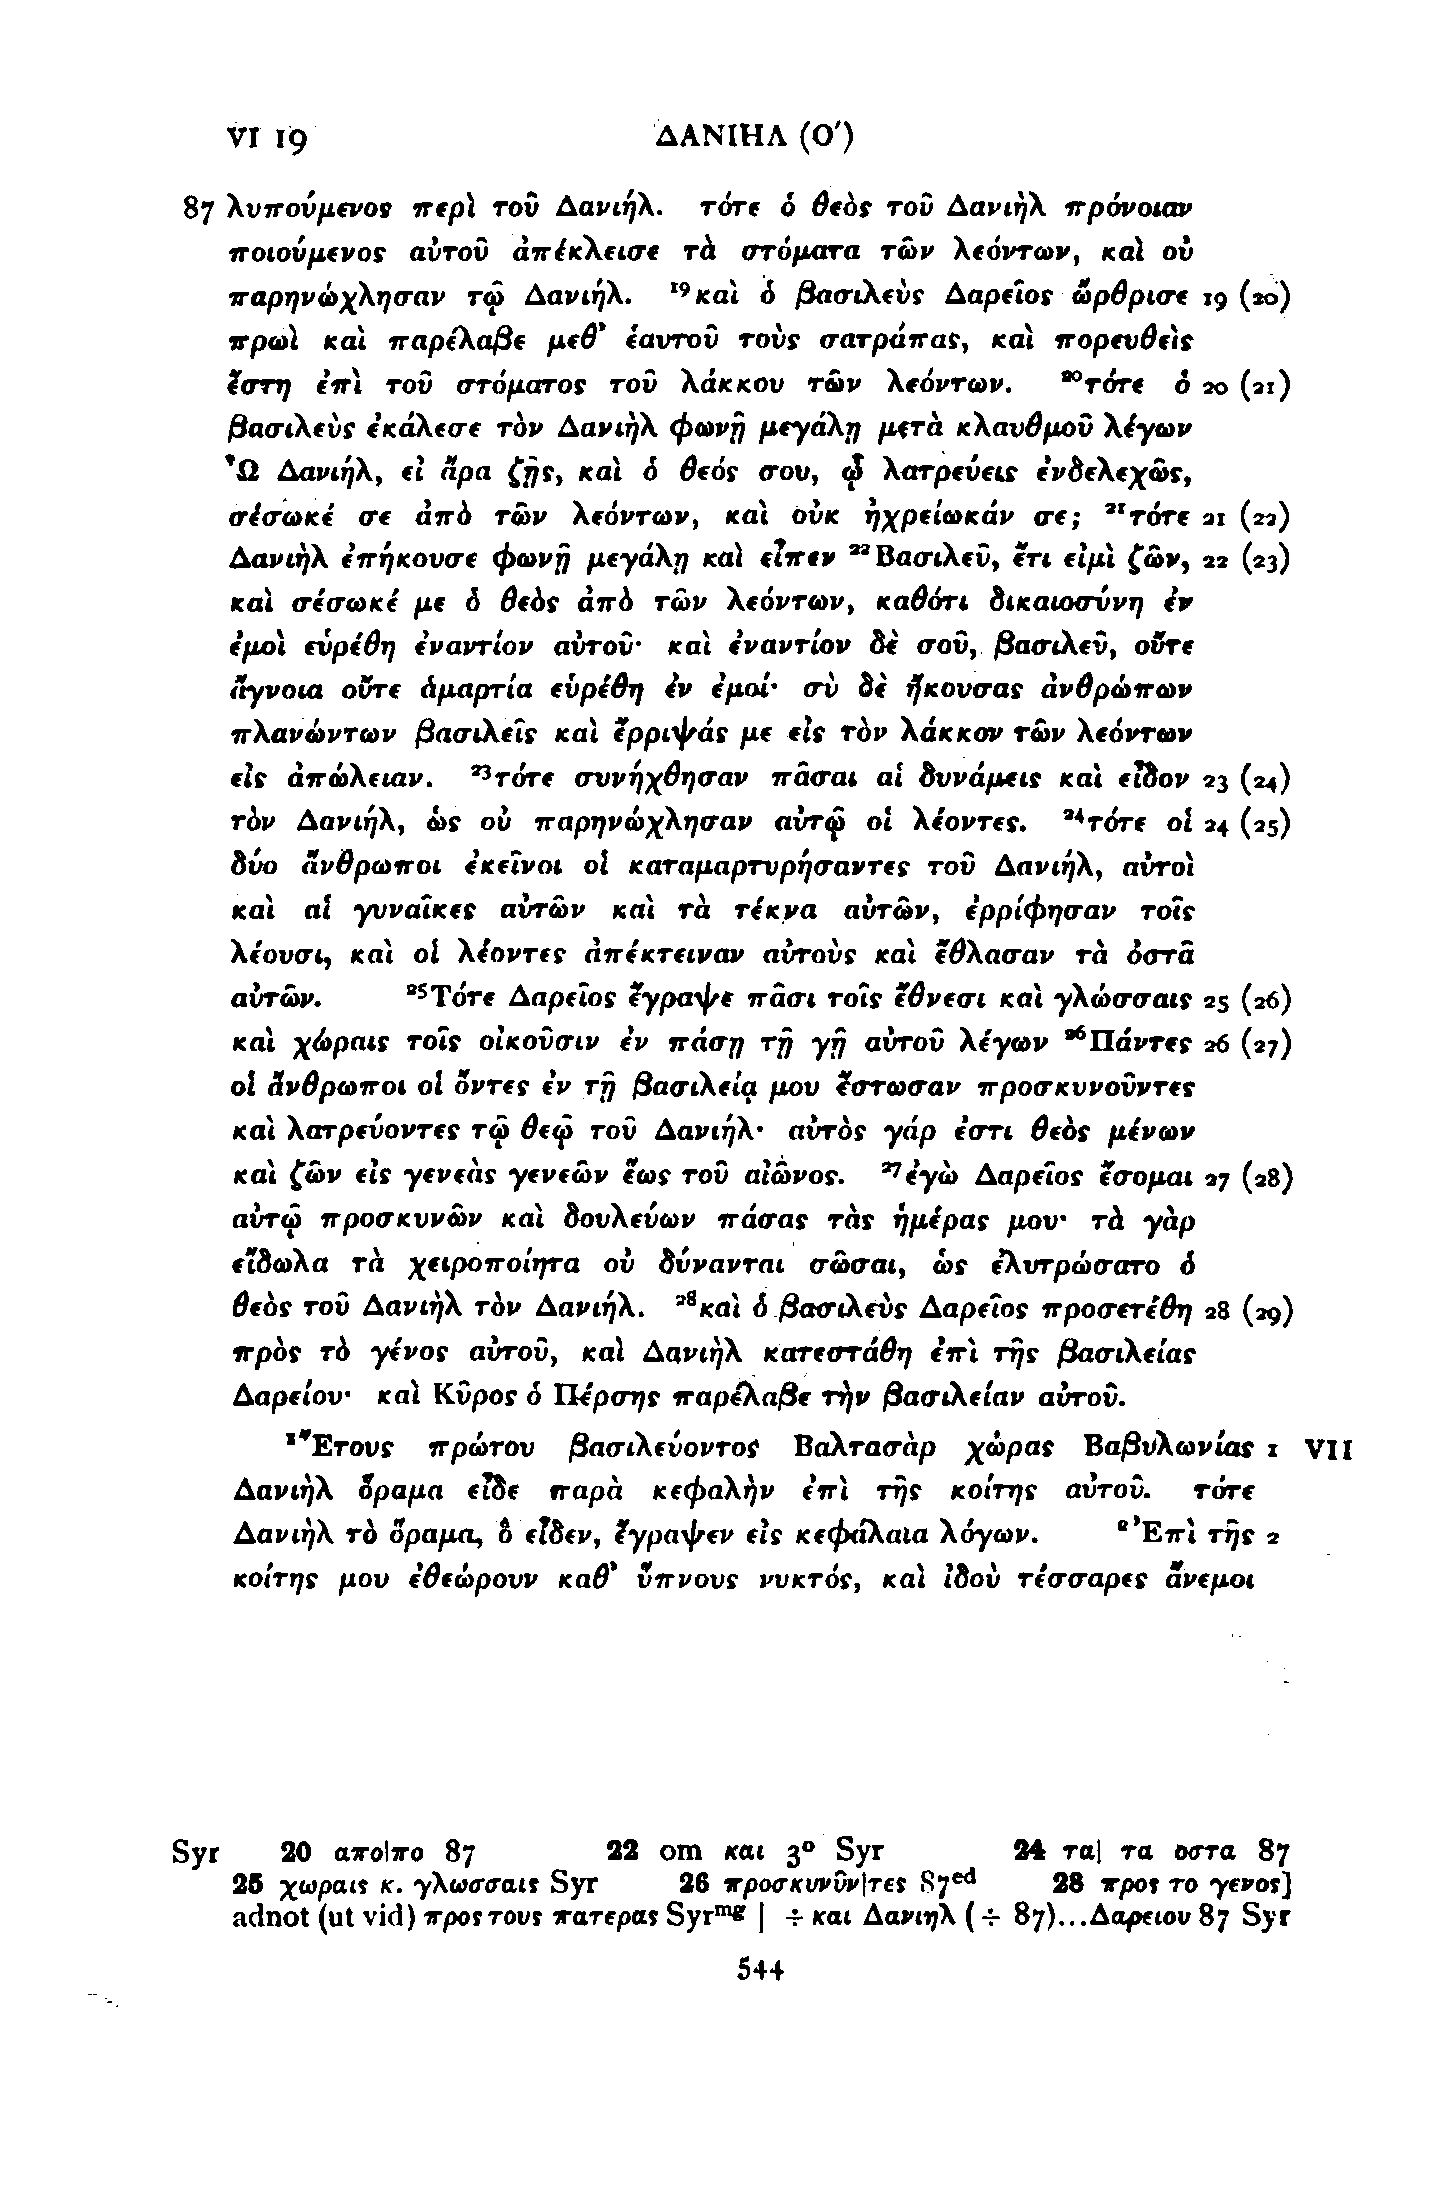 VI 19 ΔΑΝΙΗΛ (Ο′)
87 λυπούμενος περὶ τοῦ Δανιήλ. τότε ὁ θεὸς τοῦ Δανιὴλ πρόνοιαν
ποιούμενος αὐτοῦ ἀπέκλεισε τὰ στόματα τῶν λεόντων, καὶ οὐ
παρηνώχλησαν τῷ Δανιήλ. ¹⁹καὶ ὁ βασιλεὺς Δαρεῖος ὤρθρισε 19 (20)
πρωὶ καὶ παρέλαβε μεθ᾽ ἑαυτοῦ τοὺς σατράπας, καὶ πορευθεὶς
ἔστη ἐπὶ τοῦ στόματος τοῦ λάκκου τῶν λεόντων. ²⁰τότε ὁ 20 (21)
βασιλεὺς ἐκάλεσε τὸν Δανιὴλ φωνῇ μεγάλῃ μετὰ κλαυθμοῦ λέγων
Ὦ Δανιήλ, εἰ ἄρα ζῇς, καὶ ὁ θεός σου, ᾧ λατρεύεις ἐνδελεχῶς,
σέσωκέ σε ἀπὸ τῶν λεόντων, καὶ οὐκ ἠχρείωκάν σε; ²¹τότε 21 (22)
Δανιὴλ ἐπήκουσε φωνῇ μεγάλῃ καὶ εἶπεν ²²Βασιλεῦ, ἔτι εἰμὶ ζῶν, 22 (23)
καὶ σέσωκέ με ὁ θεὸς ἀπὸ τῶν λεόντων, καθότι δικαιοσύνη ἐν
ἐμοὶ εὑρέθη ἐναντίον αὐτοῦ· καὶ ἐναντίον δὲ σοῦ, βασιλεῦ, οὔτε
ἄγνοια οὔτε ἁμαρτία εὑρέθη ἐν ἐμοί· σὺ δὲ ἤκουσας ἀνθρώπων
πλανώντων βασιλεῖς καὶ ἔρριψάς με εἰς τὸν λάκκον τῶν λεόντων
εἰς ἀπώλειαν. ²³τότε συνήχθησαν πᾶσαι αἱ δυνάμεις καὶ εἶδον 23 (24)
τὸν Δανιήλ, ὡς οὐ παρηνώχλησαν αὐτῷ οἱ λέοντες. ²⁴τότε οἱ 24 (25)
δύο ἄνθρωποι ἐκεῖνοι οἱ καταμαρτυρήσαντες τοῦ Δανιήλ, αὐτοὶ
καὶ αἱ γυναῖκες αὐτῶν καὶ τὰ τέκνα αὐτῶν, ἐρρίφησαν τοῖς
λέουσι, καὶ οἱ λέοντες ἀπέκτειναν αὐτοὺς καὶ ἔθλασαν τὰ ὀστᾶ
αὐτῶν. ²⁵Τότε Δαρεῖος ἔγραψε πᾶσι τοῖς ἔθνεσι καὶ γλώσσαις 25 (26)
καὶ χώραις τοῖς οἰκοῦσιν ἐν πάσῃ τῇ γῇ αὐτοῦ λέγων ²⁶Πάντες 26 (27)
οἱ ἄνθρωποι οἱ ὄντες ἐν τῇ βασιλείᾳ μου ἔστωσαν προσκυνοῦντες
καὶ λατρεύοντες τῷ θεῷ τοῦ Δανιήλ· αὐτὸς γάρ ἐστι θεὸς μένων
καὶ ζῶν εἰς γενεὰς γενεῶν ἕως τοῦ αἰῶνος. ²⁷ἐγὼ Δαρεῖος ἔσομαι 27 (28)
αὐτῷ προσκυνῶν καὶ δουλεύων πάσας τὰς ἡμέρας μου· τὰ γὰρ
εἴδωλα τὰ χειροποίητα οὐ δύνανται σῶσαι, ὡς ἐλυτρώσατο ὁ
θεὸς τοῦ Δανιὴλ τὸν Δανιήλ. ²⁸καὶ ὁ βασιλεὺς Δαρεῖος προσετέθη 28 (29)
πρὸς τὸ γένος αὐτοῦ, καὶ Δανιὴλ κατεστάθη ἐπὶ τῆς βασιλείας
Δαρείου· καὶ Κῦρος ὁ Πέρσης παρέλαβε τὴν βασιλείαν αὐτοῦ.
¹Ἔτους πρώτου βασιλεύοντος Βαλτασὰρ χώρας Βαβυλωνίας 1 VII
Δανιὴλ ὅραμα εἶδε παρὰ κεφαλὴν ἐπὶ τῆς κοίτης αὐτοῦ. τότε
Δανιὴλ τὸ ὅραμα, ὃ εἶδεν, ἔγραψεν εἰς κεφάλαια λόγων. ²Ἐπὶ τῆς 2
κοίτης μου ἐθεώρουν καθ᾽ ὕπνους νυκτός, καὶ ἰδοὺ τέσσαρες ἄνεμοι
Syr 20 απο|πο 87 22 om και 3° Syr 24 τα| τα οστα 87
25 χωραις κ. γλωσσαις Syr 26 προσκυνῦν|τες 87ᵉᵈ 28 προς το γενος]
adnot (ut vid) προς τους πατερας Syrᵐᵍ | ÷ και Δανιηλ (÷ 87)...Δαρειου 87 Syr
544